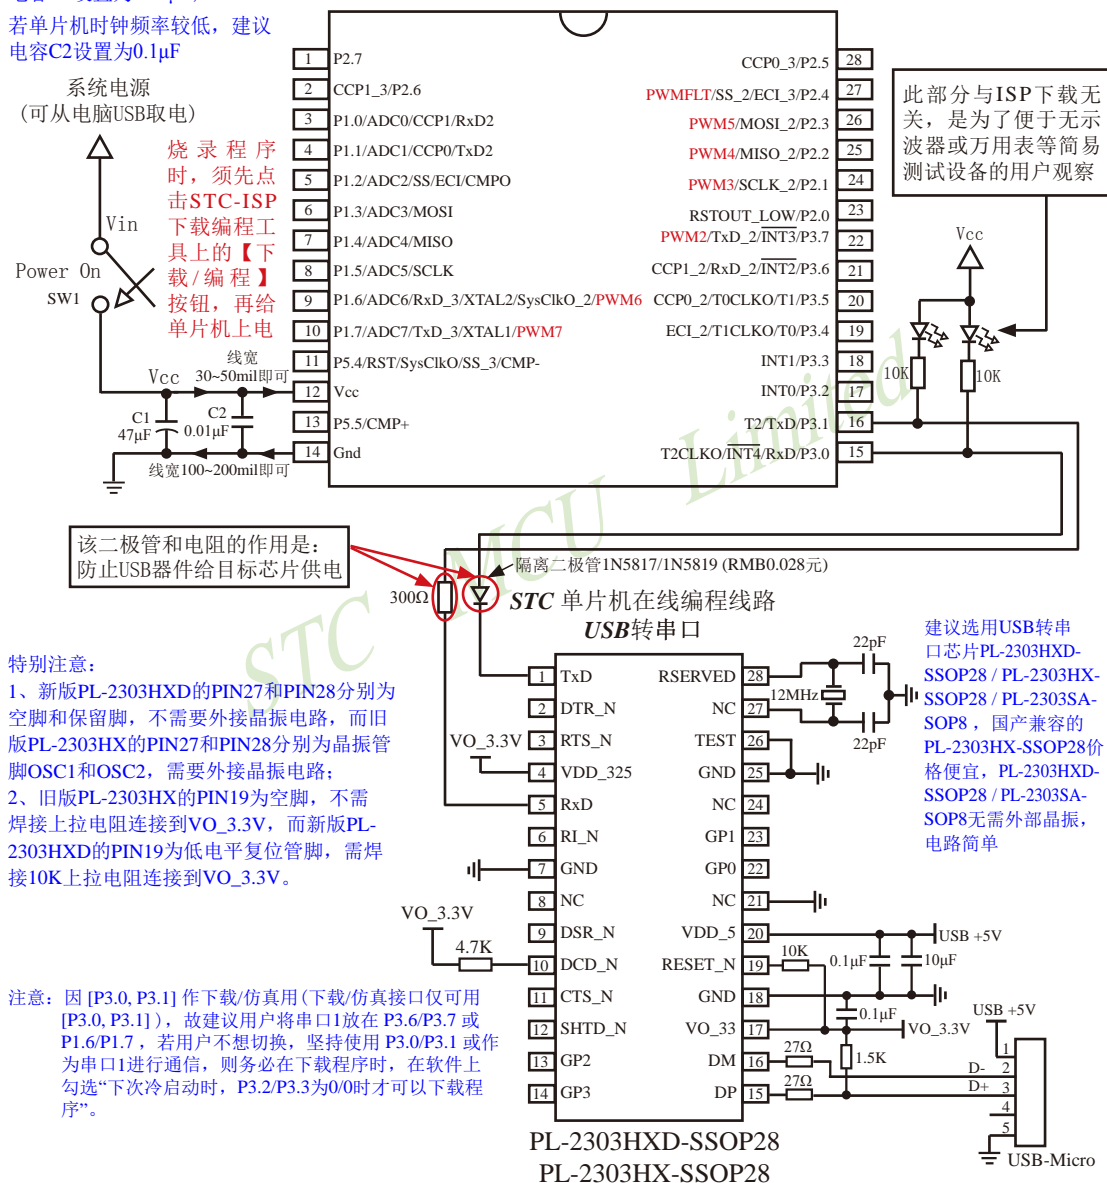 若单片机时钟频率较低，建议
电容C2设置为0.1μF
系统电源
(可从电脑USB取电)
烧录程序
时，须先点
击STC-ISP
下载编程工
具上的【下
载/编程】
按钮，再给
单片机上电
Vin
Power On
SW1
Vcc
线宽
30~50mil即可
C1
47μF
C2
0.01μF
线宽100~200mil即可
1 P2.7
2 CCP1_3/P2.6
3 P1.0/ADC0/CCP1/RxD2
4 P1.1/ADC1/CCP0/TxD2
5 P1.2/ADC2/SS/ECI/CMPO
6 P1.3/ADC3/MOSI
7 P1.4/ADC4/MISO
8 P1.5/ADC5/SCLK
9 P1.6/ADC6/RxD_3/XTAL2/SysClkO_2/PWM6
10 P1.7/ADC7/TxD_3/XTAL1/PWM7
11 P5.4/RST/SysClkO/SS_3/CMP-
12 Vcc
13 P5.5/CMP+
14 Gnd
CCP0_3/P2.5 28
PWMFLT/SS_2/ECI_3/P2.4 27
PWM5/MOSI_2/P2.3 26
PWM4/MISO_2/P2.2 25
PWM3/SCLK_2/P2.1 24
RSTOUT_LOW/P2.0 23
PWM2/TxD_2/INT3/P3.7 22
CCP1_2/RxD_2/INT2/P3.6 21
CCP0_2/T0CLKO/T1/P3.5 20
ECI_2/T1CLKO/T0/P3.4 19
INT1/P3.3 18
INT0/P3.2 17
T2/TxD/P3.1 16
T2CLKO/INT4/RxD/P3.0 15
此部分与ISP下载无
关，是为了便于无示
波器或万用表等简易
测试设备的用户观察
Vcc
10K
10K
STC MCU Limited
该二极管和电阻的作用是：
防止USB器件给目标芯片供电
300Ω
隔离二极管1N5817/1N5819 (RMB0.028元)
STC 单片机在线编程线路
USB转串口
特别注意：
1、新版PL-2303HXD的PIN27和PIN28分别为
空脚和保留脚，不需要外接晶振电路，而旧
版PL-2303HX的PIN27和PIN28分别为晶振管
脚OSC1和OSC2，需要外接晶振电路；
2、旧版PL-2303HX的PIN19为空脚，不需
焊接上拉电阻连接到VO_3.3V，而新版PL-
2303HXD的PIN19为低电平复位管脚，需焊
接10K上拉电阻连接到VO_3.3V。
VO_3.3V
VO_3.3V
4.7K
1 TxD
2 DTR_N
3 RTS_N
4 VDD_325
5 RxD
6 RI_N
7 GND
8 NC
9 DSR_N
10 DCD_N
11 CTS_N
12 SHTD_N
13 GP2
14 GP3
RSERVED 28
NC 27
TEST 26
GND 25
NC 24
GP1 23
GP0 22
NC 21
VDD_5 20
RESET_N 19
GND 18
VO_33 17
DM 16
DP 15
22pF
12MHz
22pF
建议选用USB转串
口芯片PL-2303HXD-
SSOP28 / PL-2303HX-
SSOP28 / PL-2303SA-
SOP8，国产兼容的
PL-2303HX-SSOP28价
格便宜，PL-2303HXD-
SSOP28 / PL-2303SA-
SOP8无需外部晶振，
电路简单
USB +5V
10K
0.1μF
10μF
0.1μF
VO_3.3V
USB +5V
27Ω
1.5K
27Ω
D-
D+
1
2
3
4
5
USB-Micro
注意：因 [P3.0, P3.1] 作下载/仿真用(下载/仿真接口仅可用
[P3.0, P3.1] )，故建议用户将串口1放在 P3.6/P3.7 或
P1.6/P1.7，若用户不想切换，坚持使用 P3.0/P3.1 或作
为串口1进行通信，则务必在下载程序时，在软件上
勾选“下次冷启动时，P3.2/P3.3为0/0时才可以下载程
序”。
PL-2303HXD-SSOP28
PL-2303HX-SSOP28